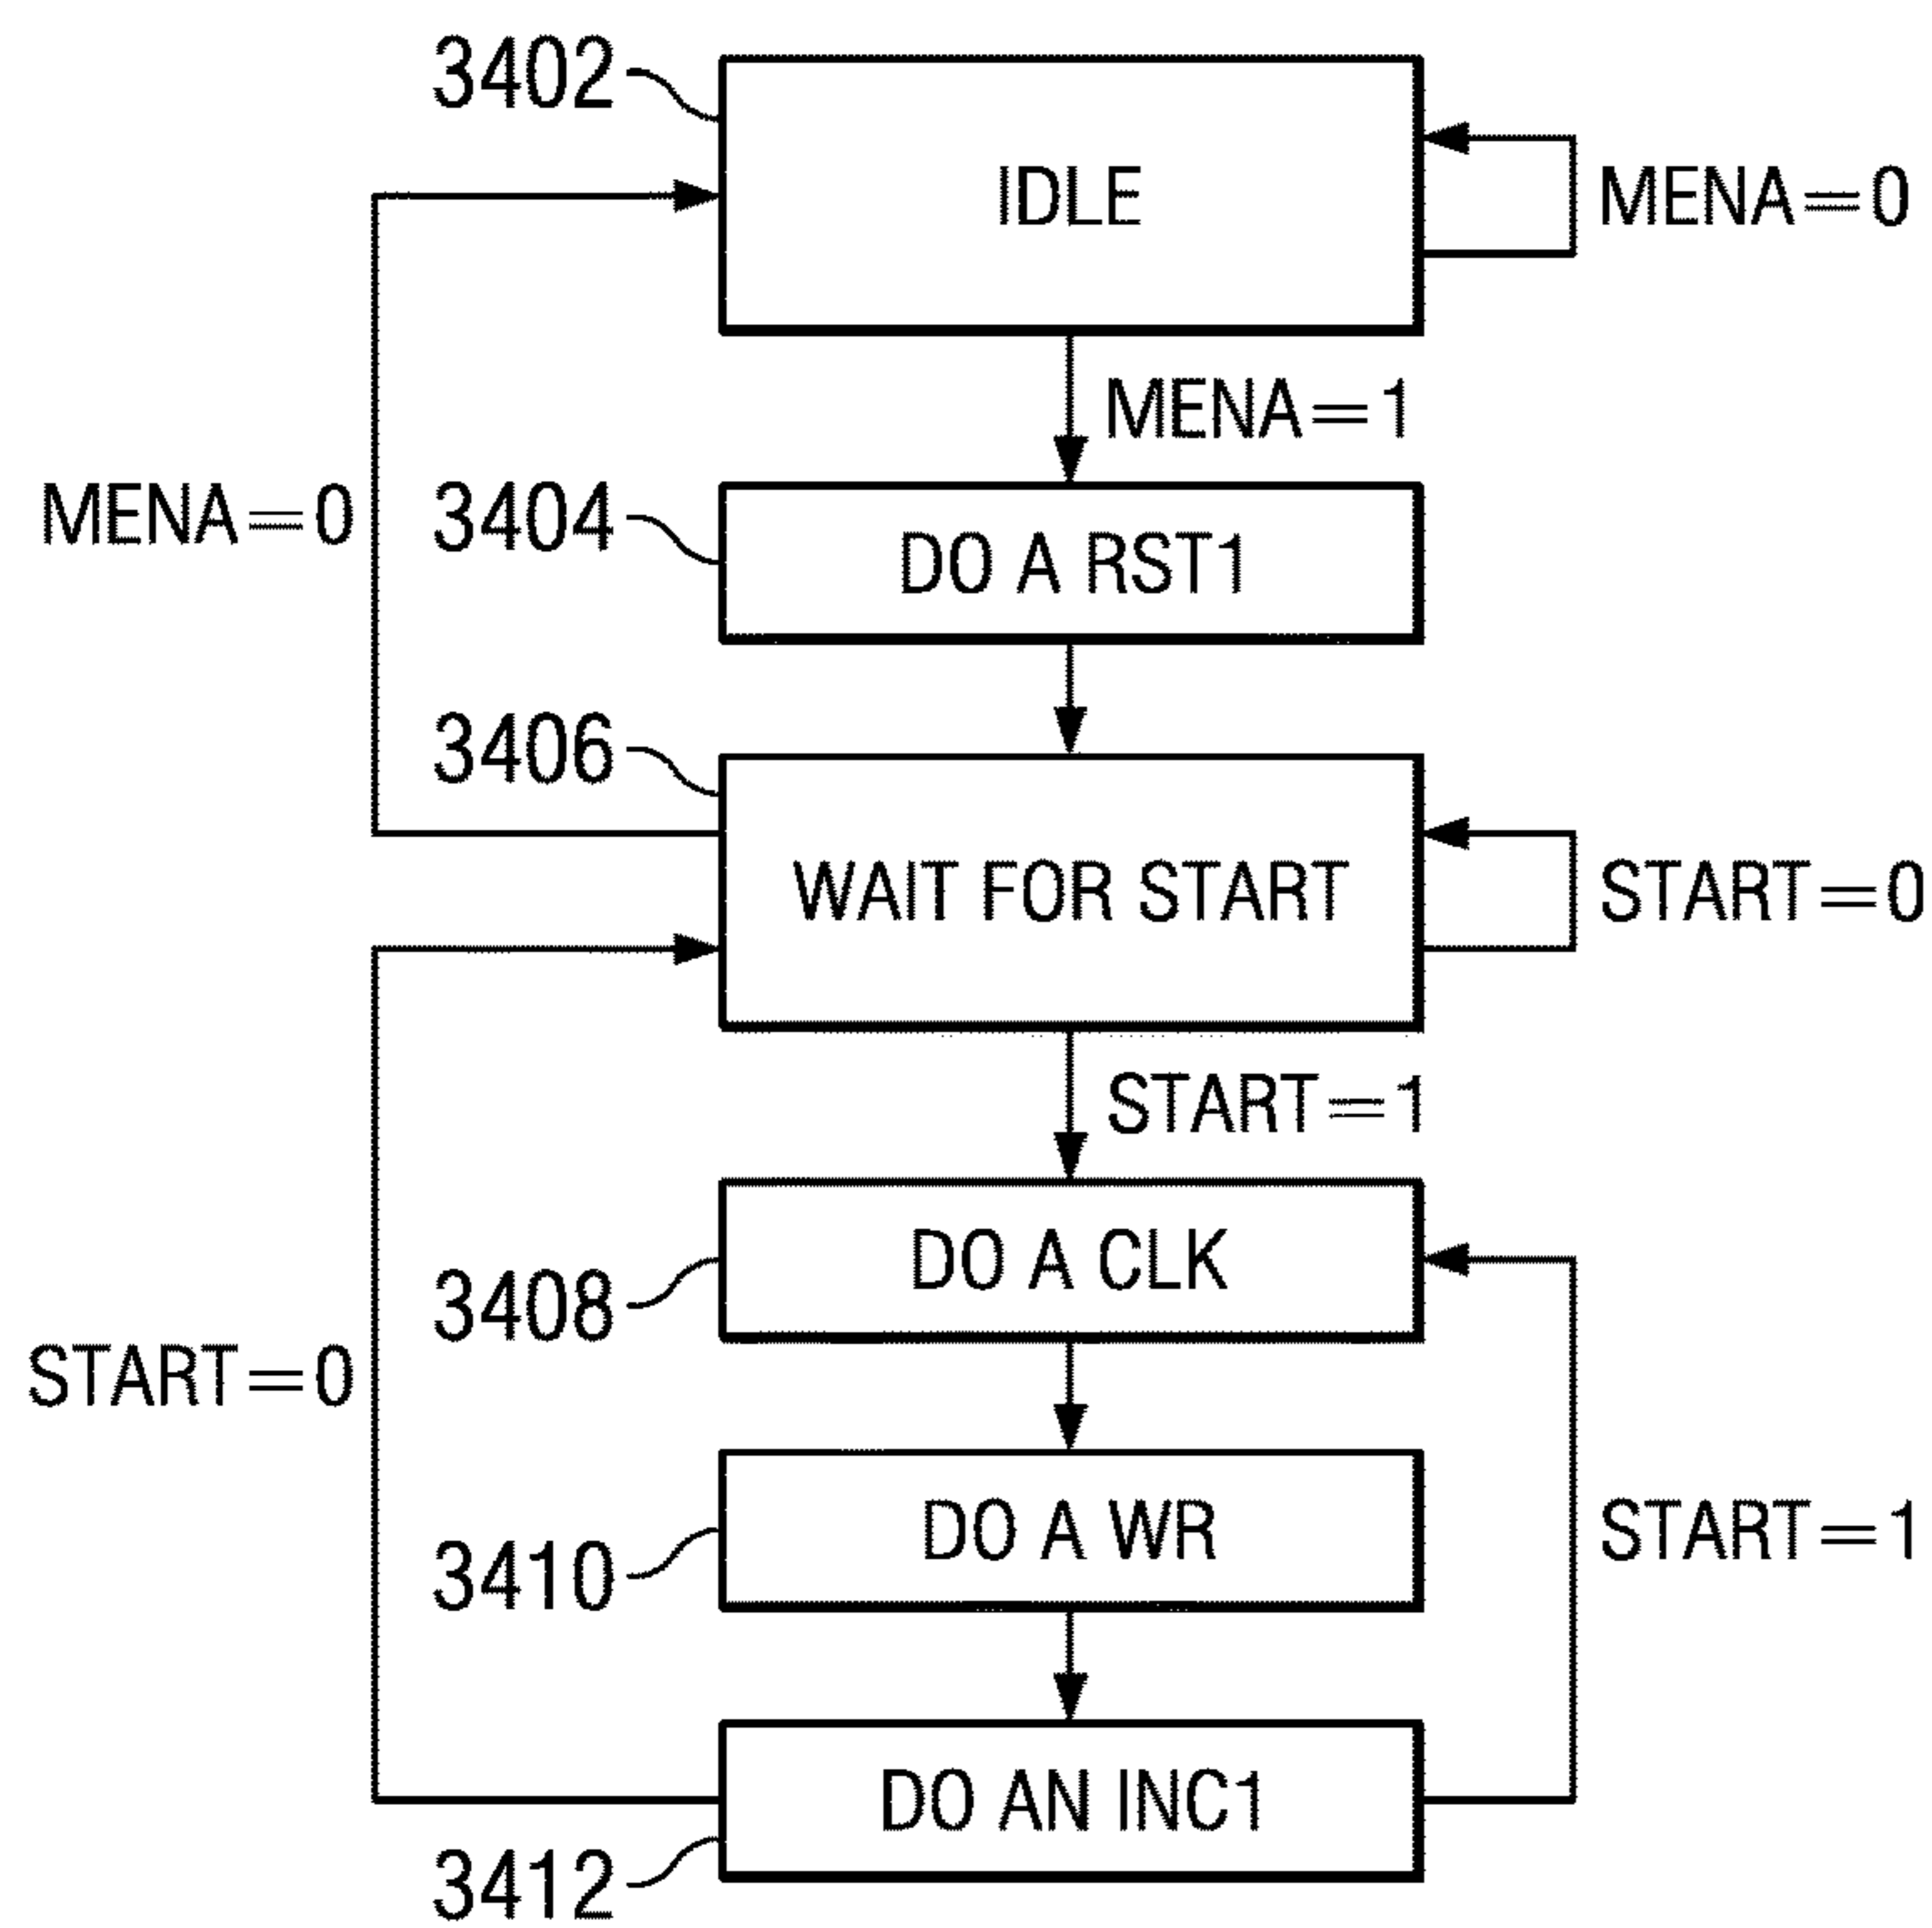 3402
IDLE
MENA=0
MENA=1
MENA=0
3404
DO A RST1
3406
WAIT FOR START
START=0
START=1
3408
DO A CLK
START=0
3410
DO A WR
START=1
3412
DO AN INC1